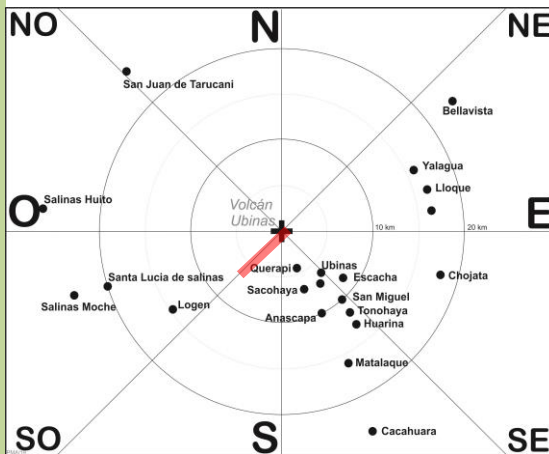 NO
N
NE
San Juan de Tarucani
Bellavista
Yalagua
Lloque
Salinas Huito
Volcán
Ubinas
O
E
10 km
20 km
Querapi
Ubinas
Escacha
Chojata
Santa Lucia de salinas
Sacohaya
San Miguel
Salinas Moche
Logen
Anascapa
Tonohaya
Huarina
Matalaque
Cacahuara
SO
S
SE